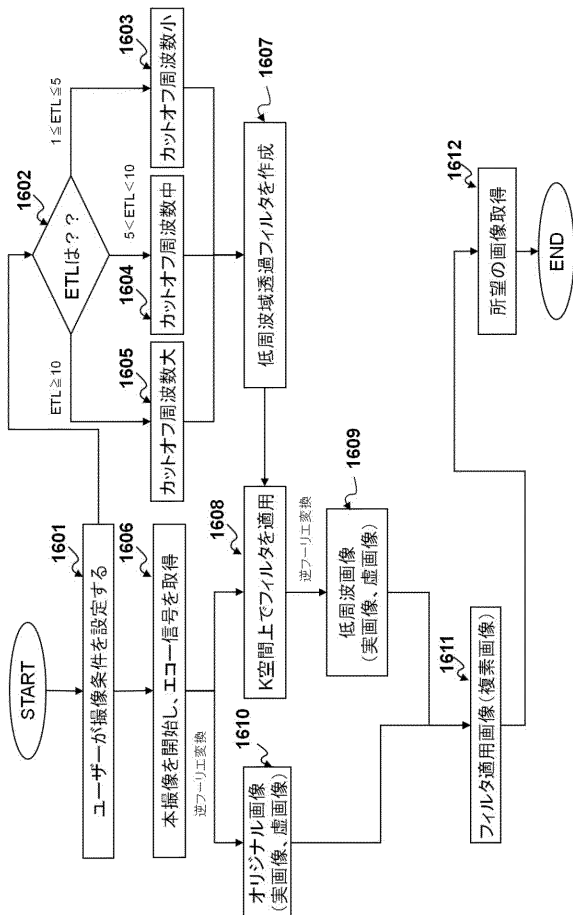 START
1601
ユーザーが撮像条件を設定する
1602
ETLは??
1≦ETL≦5
5<ETL<10
ETL≧10
1603
カットオフ周波数小
1604
カットオフ周波数中
1605
カットオフ周波数大
1606
本撮像を開始し、エコー信号を取得
逆フーリエ変換
1607
低周波域透過フィルタを作成
1608
K空間上でフィルタを適用
逆フーリエ変換
1609
低周波画像
(実画像、虚画像)
1610
オリジナル画像
(実画像、虚画像)
1611
フィルタ適用画像(複素画像)
1612
所望の画像取得
END